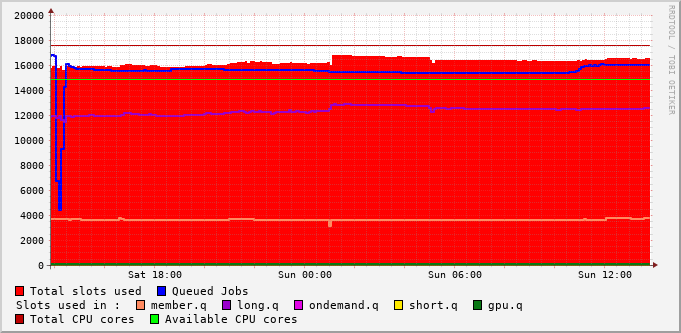 20000
18000
16000
14000
12000
10000
8000
6000
4000
2000
0
Sat 18:00 Sun 00:00 Sun 06:00 Sun 12:00
RRDTOOL / TOBI OETIKER
Total slots used Queued Jobs
Slots used in : member.q long.q ondemand.q short.q gpu.q
Total CPU cores Available CPU cores